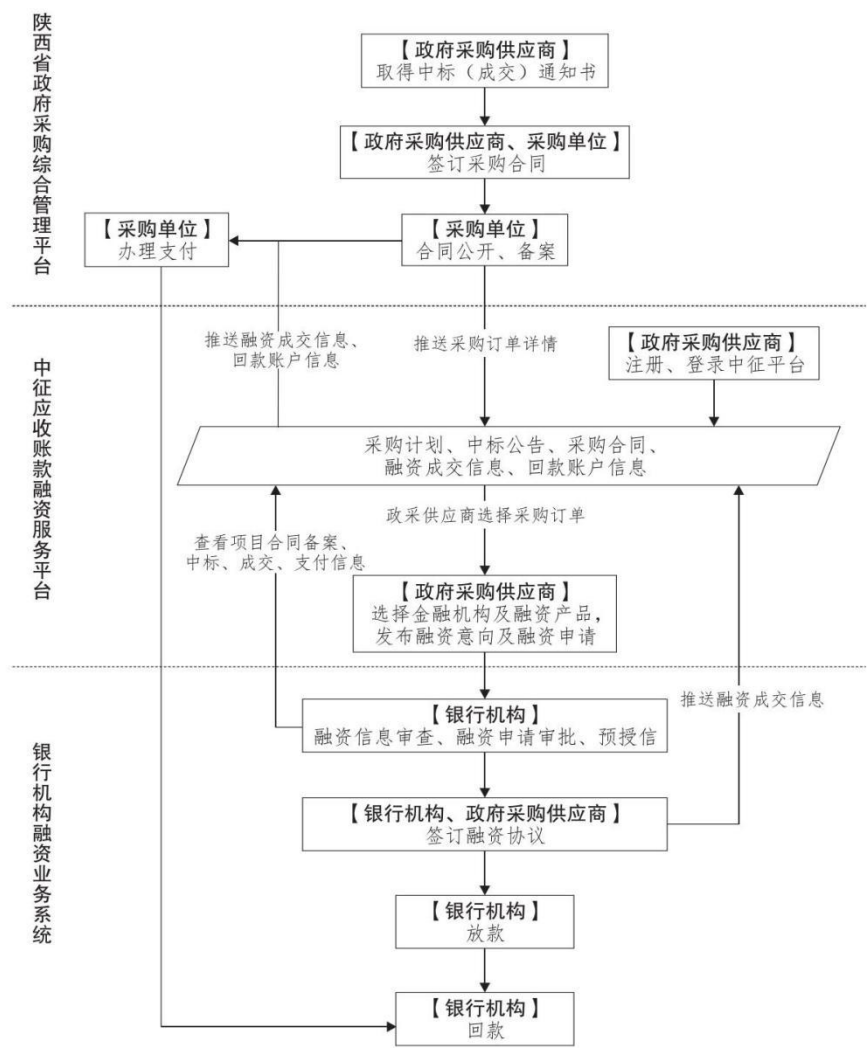 陕西省政府采购综合管理平台
【政府采购供应商】
取得中标（成交）通知书
【政府采购供应商、采购单位】
签订采购合同
【采购单位】
办理支付
【采购单位】
合同公开、备案
中征应收账款融资服务平台
推送融资成交信息、
回款账户信息
推送采购订单详情
【政府采购供应商】
注册、登录中征平台
采购计划、中标公告、采购合同、
融资成交信息、回款账户信息
政采供应商选择采购订单
查看项目合同备案、
中标、成交、支付信息
【政府采购供应商】
选择金融机构及融资产品，
发布融资意向及融资申请
银行机构融资业务系统
【银行机构】
融资信息审查、融资申请审批、预授信
推送融资成交信息
【银行机构、政府采购供应商】
签订融资协议
【银行机构】
放款
【银行机构】
回款